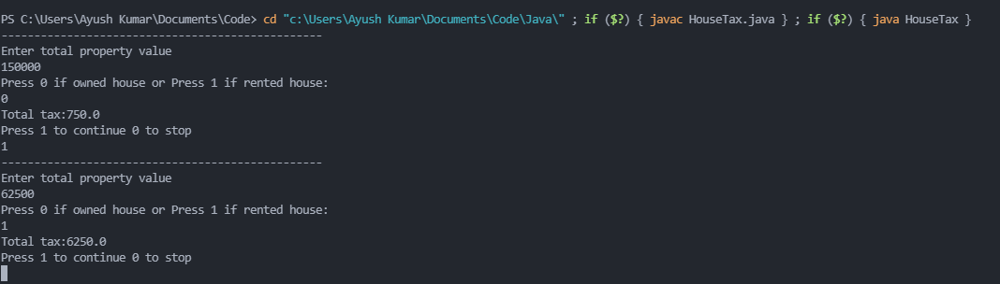 PS C:\Users\Ayush Kumar\Documents\Code> cd "c:\Users\Ayush Kumar\Documents\Code\Java\" ; if ($?) { javac HouseTax.java } ; if ($?) { java HouseTax }
-------------------------------------------------
Enter total property value
150000
Press 0 if owned house or Press 1 if rented house:
0
Total tax:750.0
Press 1 to continue 0 to stop
1
-------------------------------------------------
Enter total property value
62500
Press 0 if owned house or Press 1 if rented house:
1
Total tax:6250.0
Press 1 to continue 0 to stop